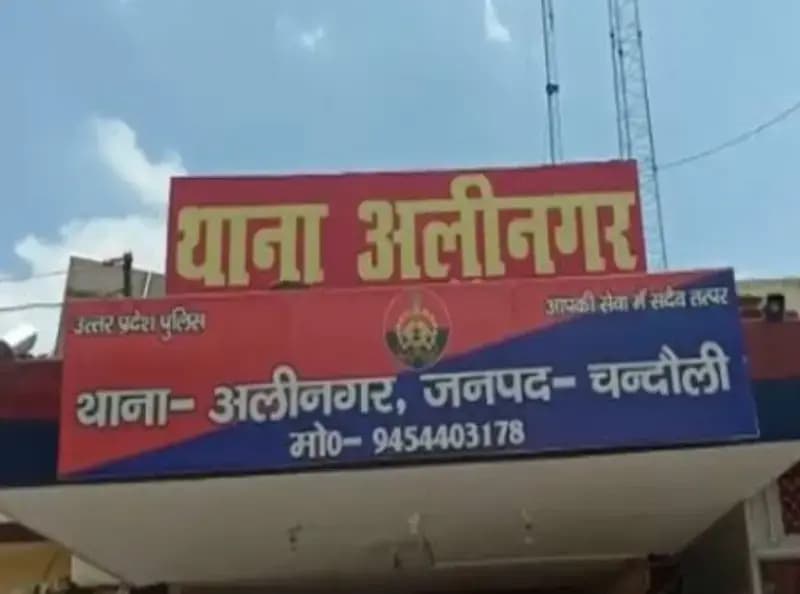 थाना अलीनगर
उत्तर प्रदेश पुलिस
आपकी सेवा में सदैव तत्पर
थाना- अलीनगर, जनपद- चन्दौली
मो0- 9454403178